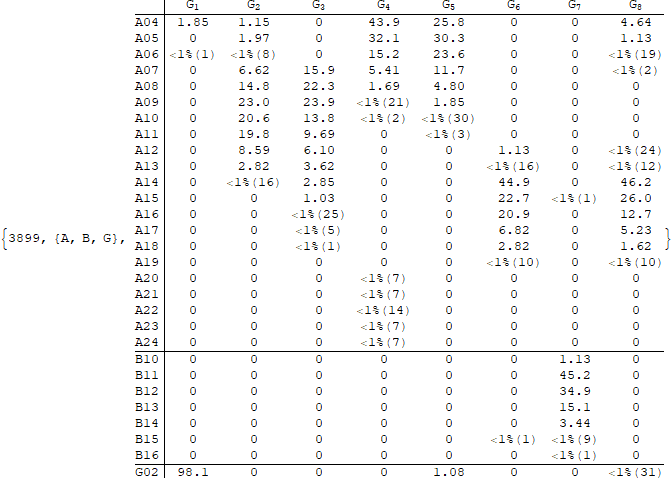 G1 G2 G3 G4 G5 G6 G7 G8
A04 1.85 1.15 0 43.9 25.8 0 0 4.64
A05 0 1.97 0 32.1 30.3 0 0 1.13
A06 <1%(1) <1%(8) 0 15.2 23.6 0 0 <1%(19)
A07 0 6.62 15.9 5.41 11.7 0 0 <1%(2)
A08 0 14.8 22.3 1.69 4.80 0 0 0
A09 0 23.0 23.9 <1%(21) 1.85 0 0 0
A10 0 20.6 13.8 <1%(2) <1%(30) 0 0 0
A11 0 19.8 9.69 0 <1%(3) 0 0 0
A12 0 8.59 6.10 0 0 1.13 0 <1%(24)
A13 0 2.82 3.62 0 0 <1%(16) 0 <1%(12)
A14 0 <1%(16) 2.85 0 0 44.9 0 46.2
A15 0 0 1.03 0 0 22.7 <1%(1) 26.0
A16 0 0 <1%(25) 0 0 20.9 0 12.7
A17 0 0 <1%(5) 0 0 6.82 0 5.23
{3899, {A, B, G}, A18 0 0 <1%(1) 0 0 2.82 0 1.62 }
A19 0 0 0 0 0 <1%(10) 0 <1%(10)
A20 0 0 0 <1%(7) 0 0 0 0
A21 0 0 0 <1%(7) 0 0 0 0
A22 0 0 0 <1%(14) 0 0 0 0
A23 0 0 0 <1%(7) 0 0 0 0
A24 0 0 0 <1%(7) 0 0 0 0
B10 0 0 0 0 0 0 1.13 0
B11 0 0 0 0 0 0 45.2 0
B12 0 0 0 0 0 0 34.9 0
B13 0 0 0 0 0 0 15.1 0
B14 0 0 0 0 0 0 3.44 0
B15 0 0 0 0 0 <1%(1) <1%(9) 0
B16 0 0 0 0 0 0 <1%(1) 0
G02 98.1 0 0 0 1.08 0 0 <1%(31)